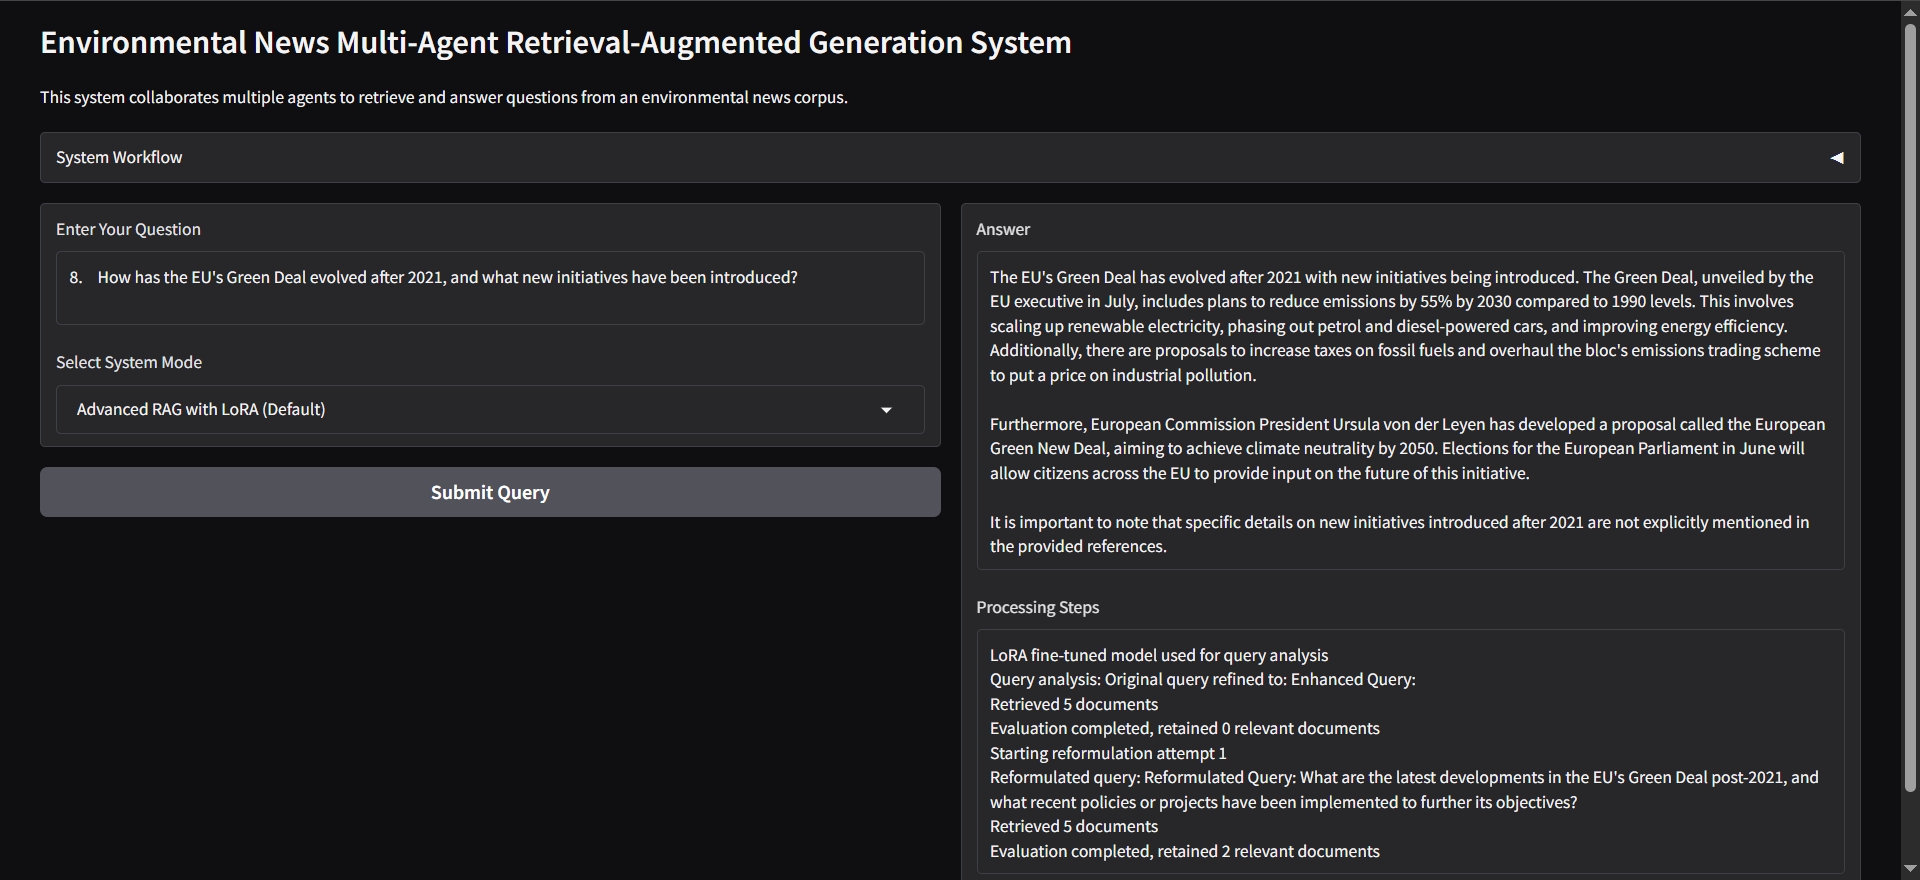 Environmental News Multi-Agent Retrieval-Augmented Generation System
This system collaborates multiple agents to retrieve and answer questions from an environmental news corpus.
System Workflow
Enter Your Question
8. How has the EU's Green Deal evolved after 2021, and what new initiatives have been introduced?
Select System Mode
Advanced RAG with LoRA (Default)
Submit Query
Answer
The EU's Green Deal has evolved after 2021 with new initiatives being introduced. The Green Deal, unveiled by the
EU executive in July, includes plans to reduce emissions by 55% by 2030 compared to 1990 levels. This involves
scaling up renewable electricity, phasing out petrol and diesel-powered cars, and improving energy efficiency.
Additionally, there are proposals to increase taxes on fossil fuels and overhaul the bloc's emissions trading scheme
to put a price on industrial pollution.
Furthermore, European Commission President Ursula von der Leyen has developed a proposal called the European
Green New Deal, aiming to achieve climate neutrality by 2050. Elections for the European Parliament in June will
allow citizens across the EU to provide input on the future of this initiative.
It is important to note that specific details on new initiatives introduced after 2021 are not explicitly mentioned in
the provided references.
Processing Steps
LoRA fine-tuned model used for query analysis
Query analysis: Original query refined to: Enhanced Query:
Retrieved 5 documents
Evaluation completed, retained 0 relevant documents
Starting reformulation attempt 1
Reformulated query: Reformulated Query: What are the latest developments in the EU's Green Deal post-2021, and
what recent policies or projects have been implemented to further its objectives?
Retrieved 5 documents
Evaluation completed, retained 2 relevant documents